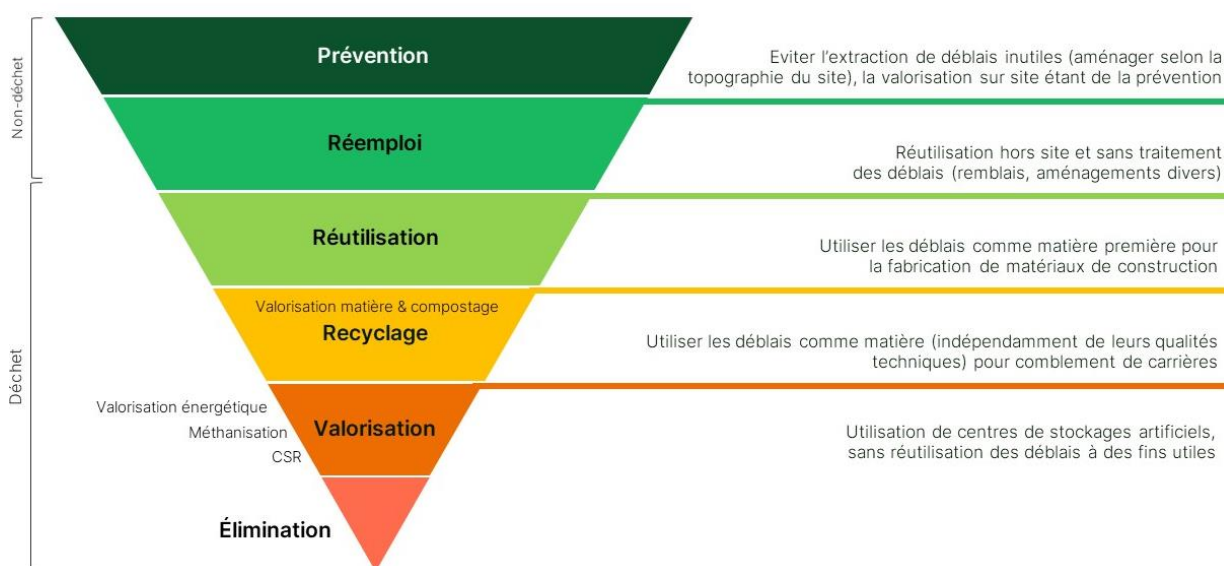 Non-déchet
Prévention
Eviter l'extraction de déblais inutiles (aménager selon la
topographie du site), la valorisation sur site étant de la prévention
Réemploi
Réutilisation hors site et sans traitement
des déblais (remblais, aménagements divers)
Déchet
Réutilisation
Utiliser les déblais comme matière première pour
la fabrication de matériaux de construction
Valorisation matière & compostage
Recyclage
Utiliser les déblais comme matière (indépendamment de leurs qualités
techniques) pour comblement de carrières
Valorisation énergétique
Méthanisation
CSR
Valorisation
Utilisation de centres de stockages artificiels,
sans réutilisation des déblais à des fins utiles
Élimination